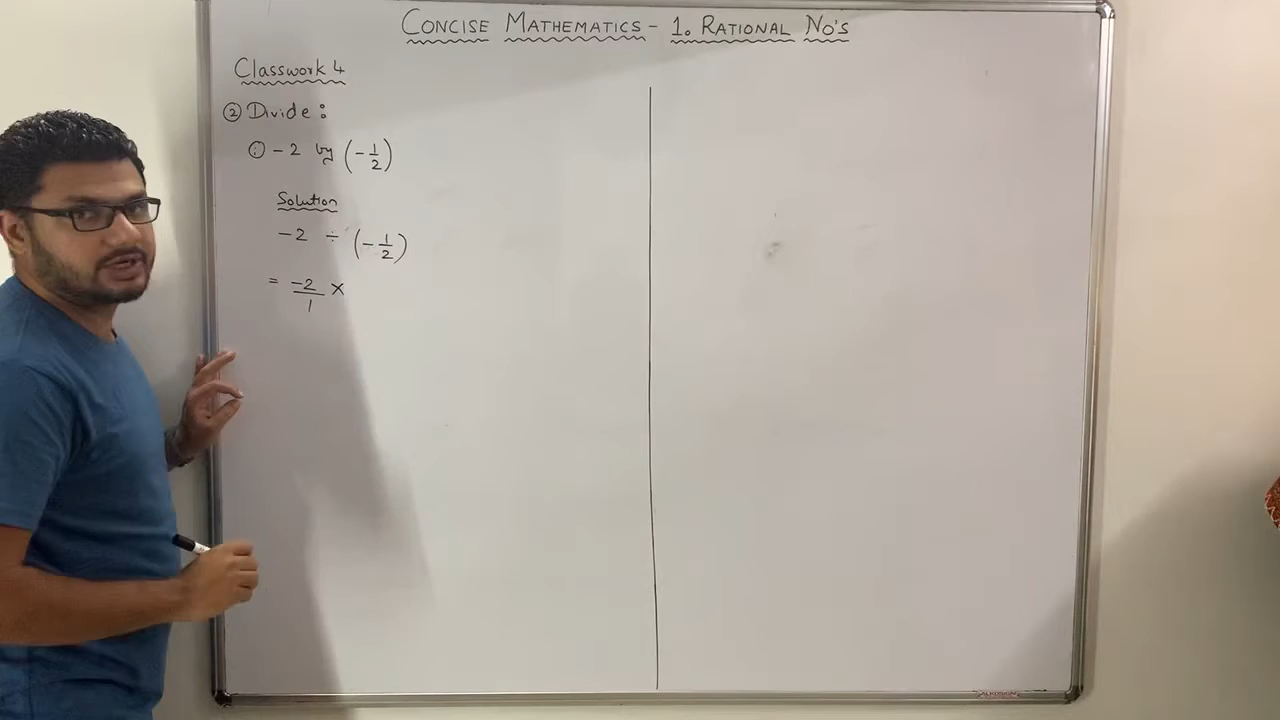 CONCISE MATHEMATICS - 1. RATIONAL NO'S
Classwork 4
② Divide :
ⓘ -2 by (-1/2)
Solution
-2 ÷ (-1/2)
= -2/1 ×